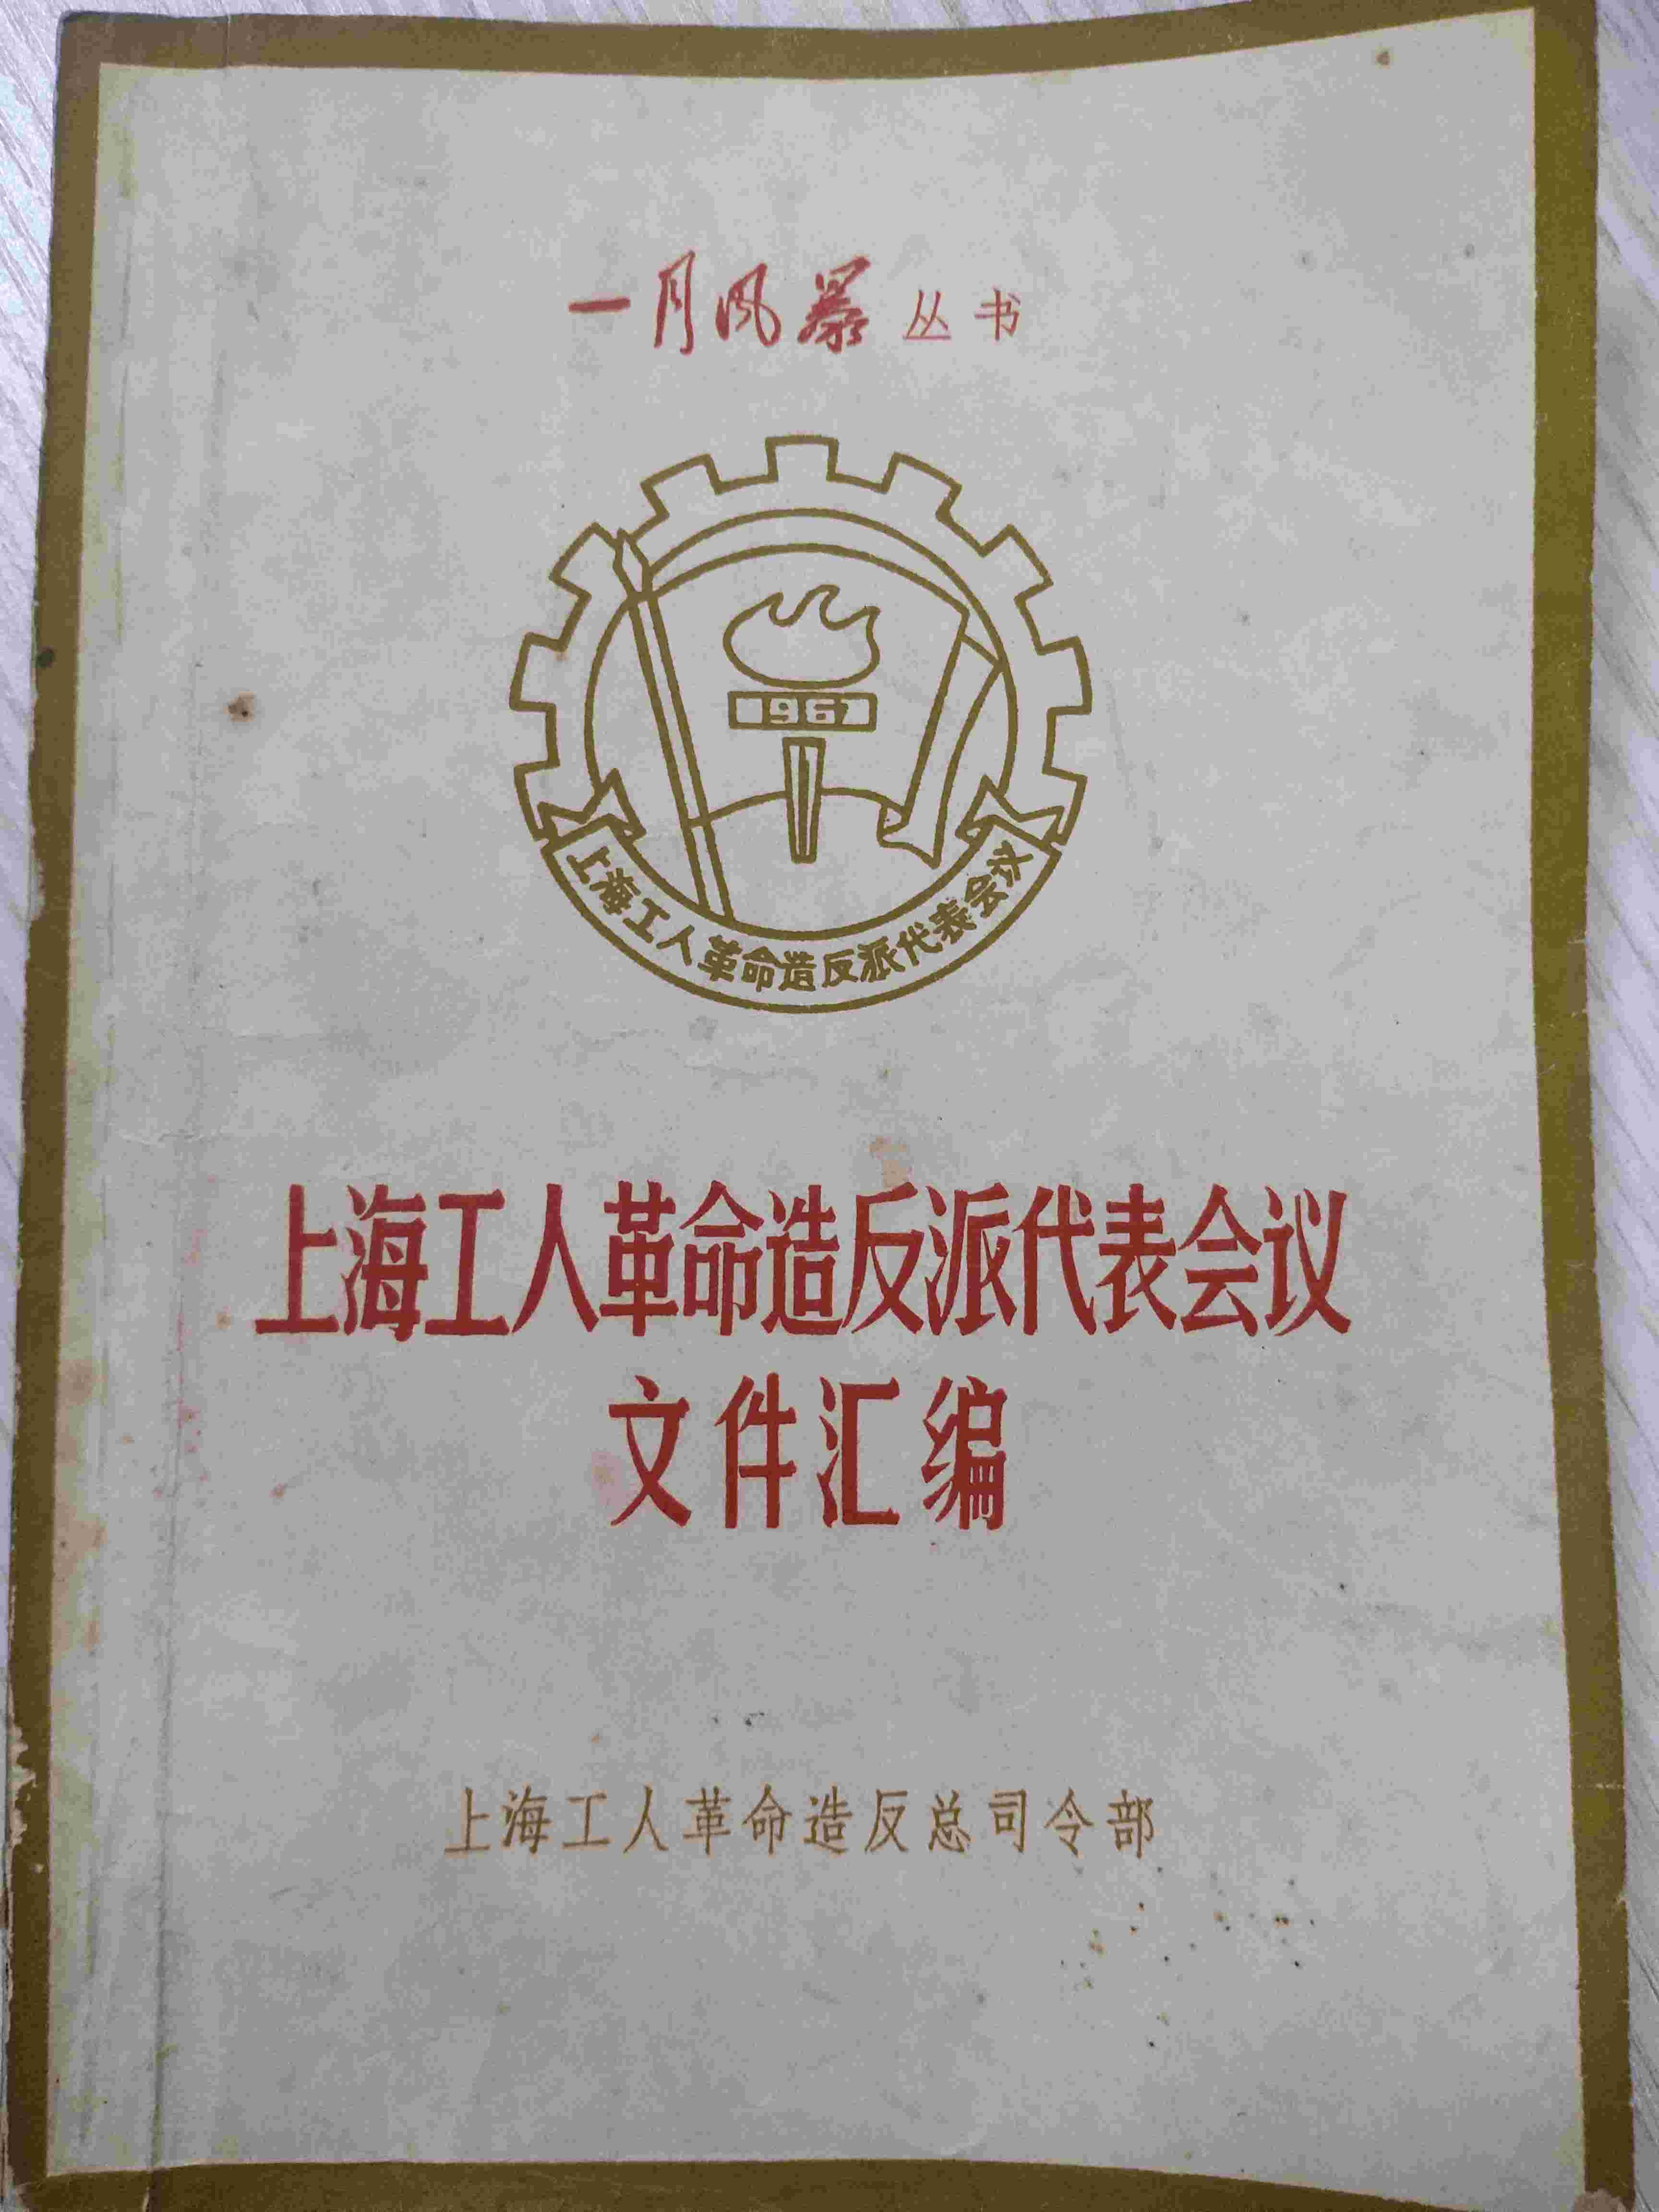 一月风暴丛书
1967
上海工人革命造反派代表会议
上海工人革命造反派代表会议
文件汇编
上海工人革命造反总司令部